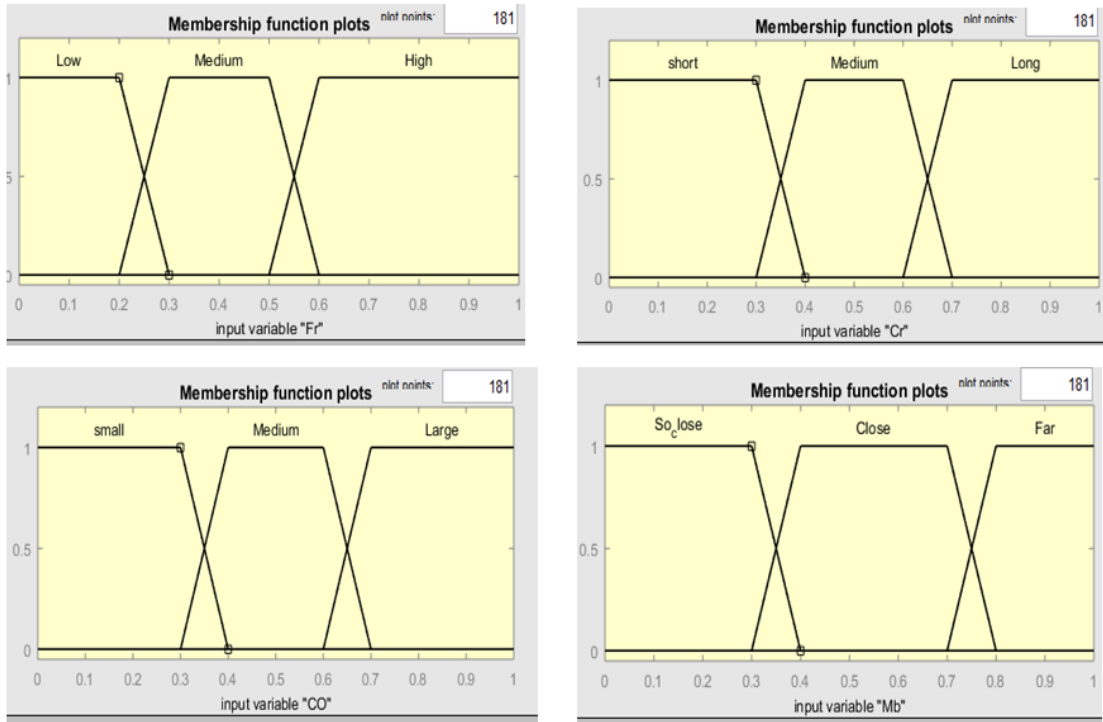 Membership function plots plot points: 181
Low Medium High
1
5
0
0 0.1 0.2 0.3 0.4 0.5 0.6 0.7 0.8 0.9 1
input variable "Fr"
Membership function plots plot points: 181
short Medium Long
1
0.5
0
0 0.1 0.2 0.3 0.4 0.5 0.6 0.7 0.8 0.9 1
input variable "Cr"
Membership function plots plot points: 181
small Medium Large
1
0.5
0
0 0.1 0.2 0.3 0.4 0.5 0.6 0.7 0.8 0.9 1
input variable "CO"
Membership function plots plot points: 181
So_close Close Far
1
0.5
0
0 0.1 0.2 0.3 0.4 0.5 0.6 0.7 0.8 0.9 1
input variable "Mb"